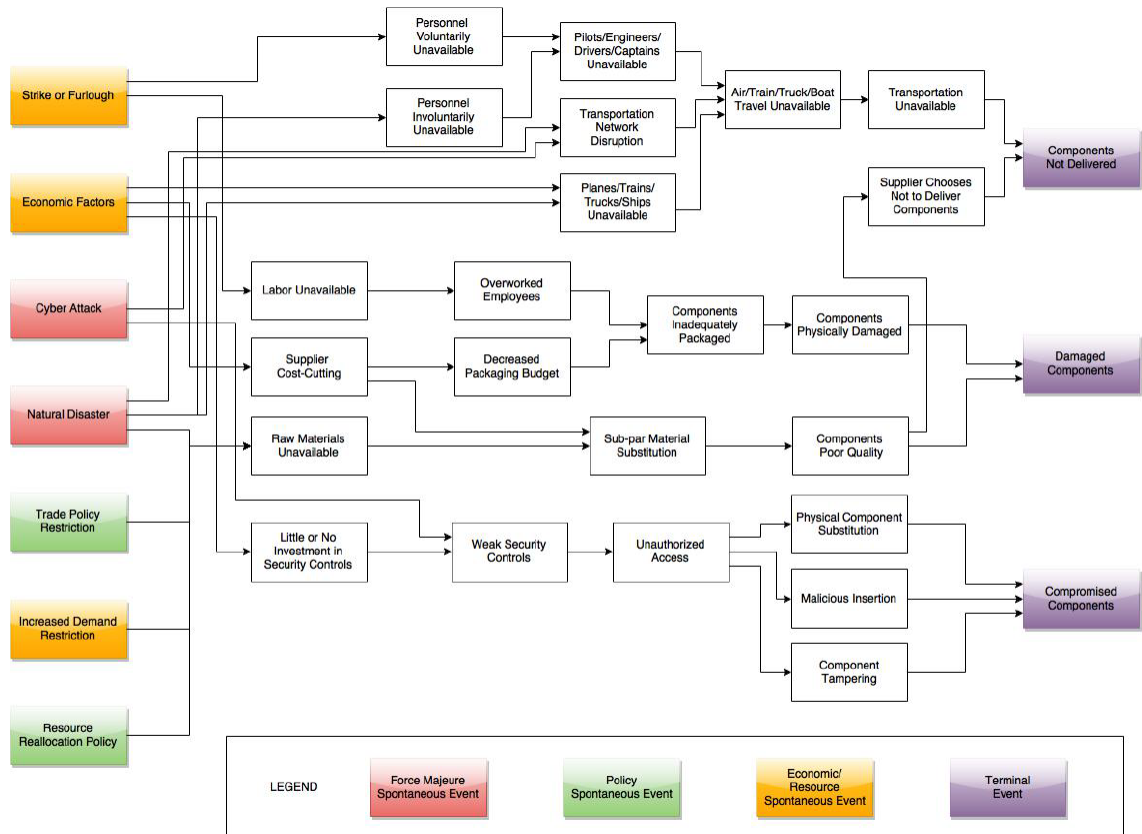 Personnel
Voluntarily
Unavailable
Pilots/Engineers/
Drivers/Captains
Unavailable
Strike or Furlough
Air/Train/Truck/Boat
Travel Unavailable
Transportation
Unavailable
Personnel
Involuntarily
Unavailable
Transportation
Network
Disruption
Components
Not Delivered
Economic Factors
Planes/Trains/
Trucks/Ships
Unavailable
Supplier Chooses
Not to Deliver
Components
Cyber Attack
Labor Unavailable
Overworked
Employees
Components
Inadequately
Packaged
Components
Physically Damaged
Supplier
Cost-Cutting
Decreased
Packaging Budget
Damaged
Components
Natural Disaster
Raw Materials
Unavailable
Sub-par Material
Substitution
Components
Poor Quality
Trade Policy
Restriction
Little or No
Investment in
Security Controls
Weak Security
Controls
Unauthorized
Access
Physical Component
Substitution
Malicious Insertion
Compromised
Components
Increased Demand
Restriction
Component
Tampering
Resource
Reallocation Policy
LEGEND
Force Majeure
Spontaneous Event
Policy
Spontaneous Event
Economic/
Resource
Spontaneous Event
Terminal
Event